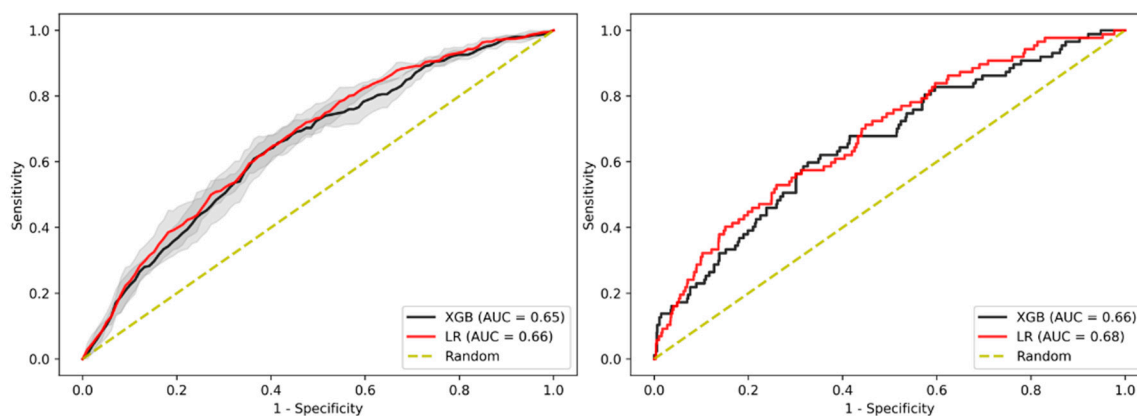 1.0
0.8
0.6
0.4
0.2
0.0
Sensitivity
XGB (AUC = 0.65)
LR (AUC = 0.66)
Random
0.0 0.2 0.4 0.6 0.8 1.0
1 - Specificity
1.0
0.8
0.6
0.4
0.2
0.0
Sensitivity
XGB (AUC = 0.66)
LR (AUC = 0.68)
Random
0.0 0.2 0.4 0.6 0.8 1.0
1 - Specificity